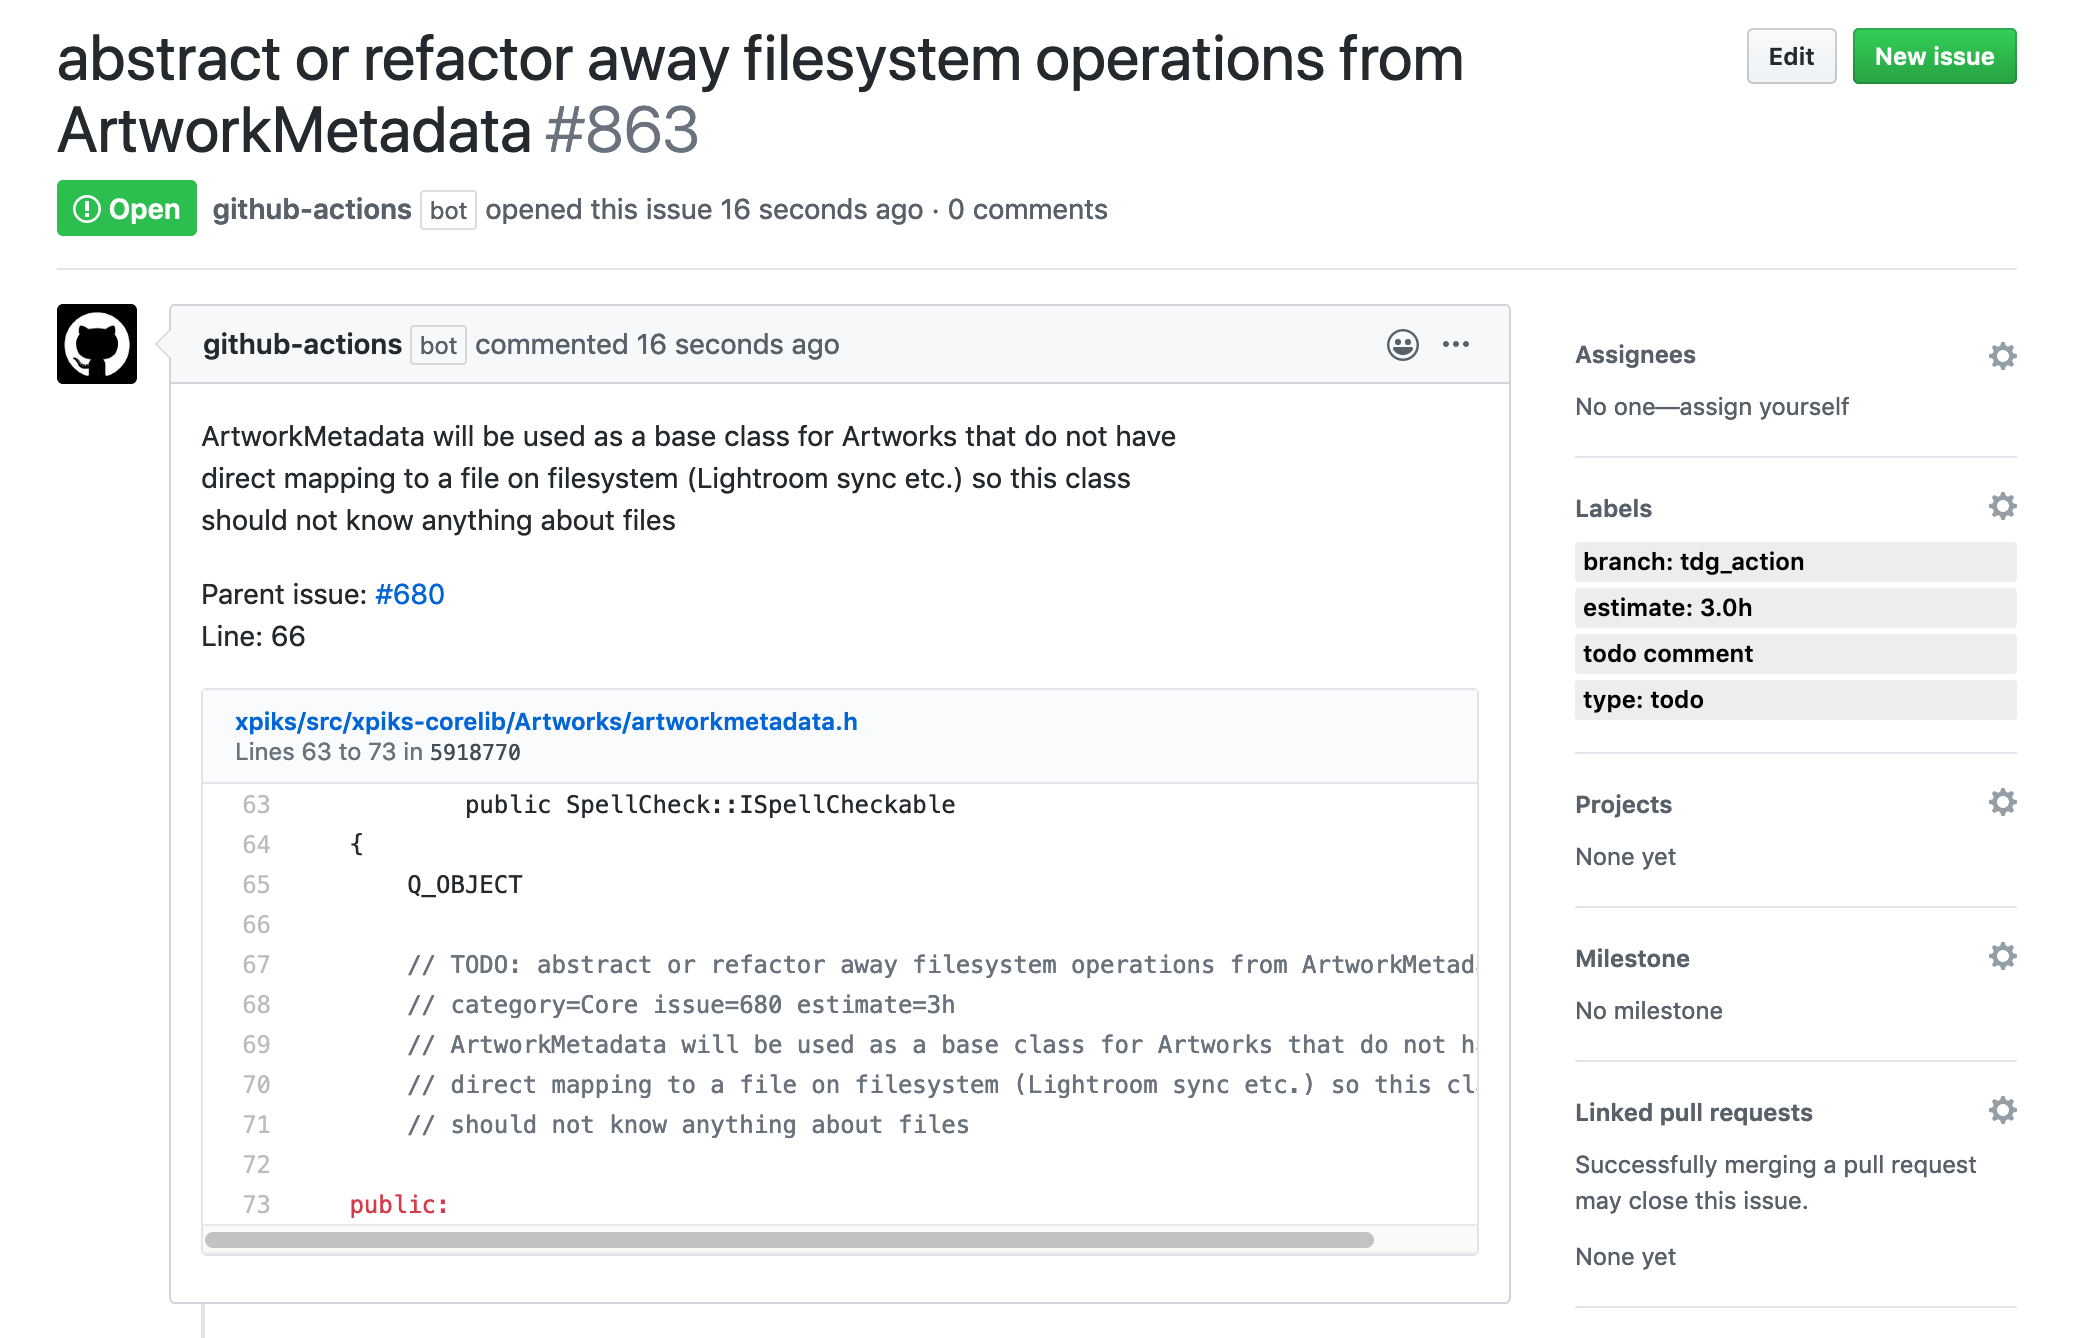 abstract or refactor away filesystem operations from
ArtworkMetadata #863
Edit
New issue
Open
github-actions bot opened this issue 16 seconds ago · 0 comments
github-actions bot commented 16 seconds ago
ArtworkMetadata will be used as a base class for Artworks that do not have
direct mapping to a file on filesystem (Lightroom sync etc.) so this class
should not know anything about files
Parent issue: #680
Line: 66
xpiks/src/xpiks-corelib/Artworks/artworkmetadata.h
Lines 63 to 73 in 5918770
63 public SpellCheck::ISpellCheckable
64 {
65 Q_OBJECT
66
67 // TODO: abstract or refactor away filesystem operations from ArtworkMetad
68 // category=Core issue=680 estimate=3h
69 // ArtworkMetadata will be used as a base class for Artworks that do not h
70 // direct mapping to a file on filesystem (Lightroom sync etc.) so this cl
71 // should not know anything about files
72
73 public:
Assignees
No one—assign yourself
Labels
branch: tdg_action
estimate: 3.0h
todo comment
type: todo
Projects
None yet
Milestone
No milestone
Linked pull requests
Successfully merging a pull request
may close this issue.
None yet